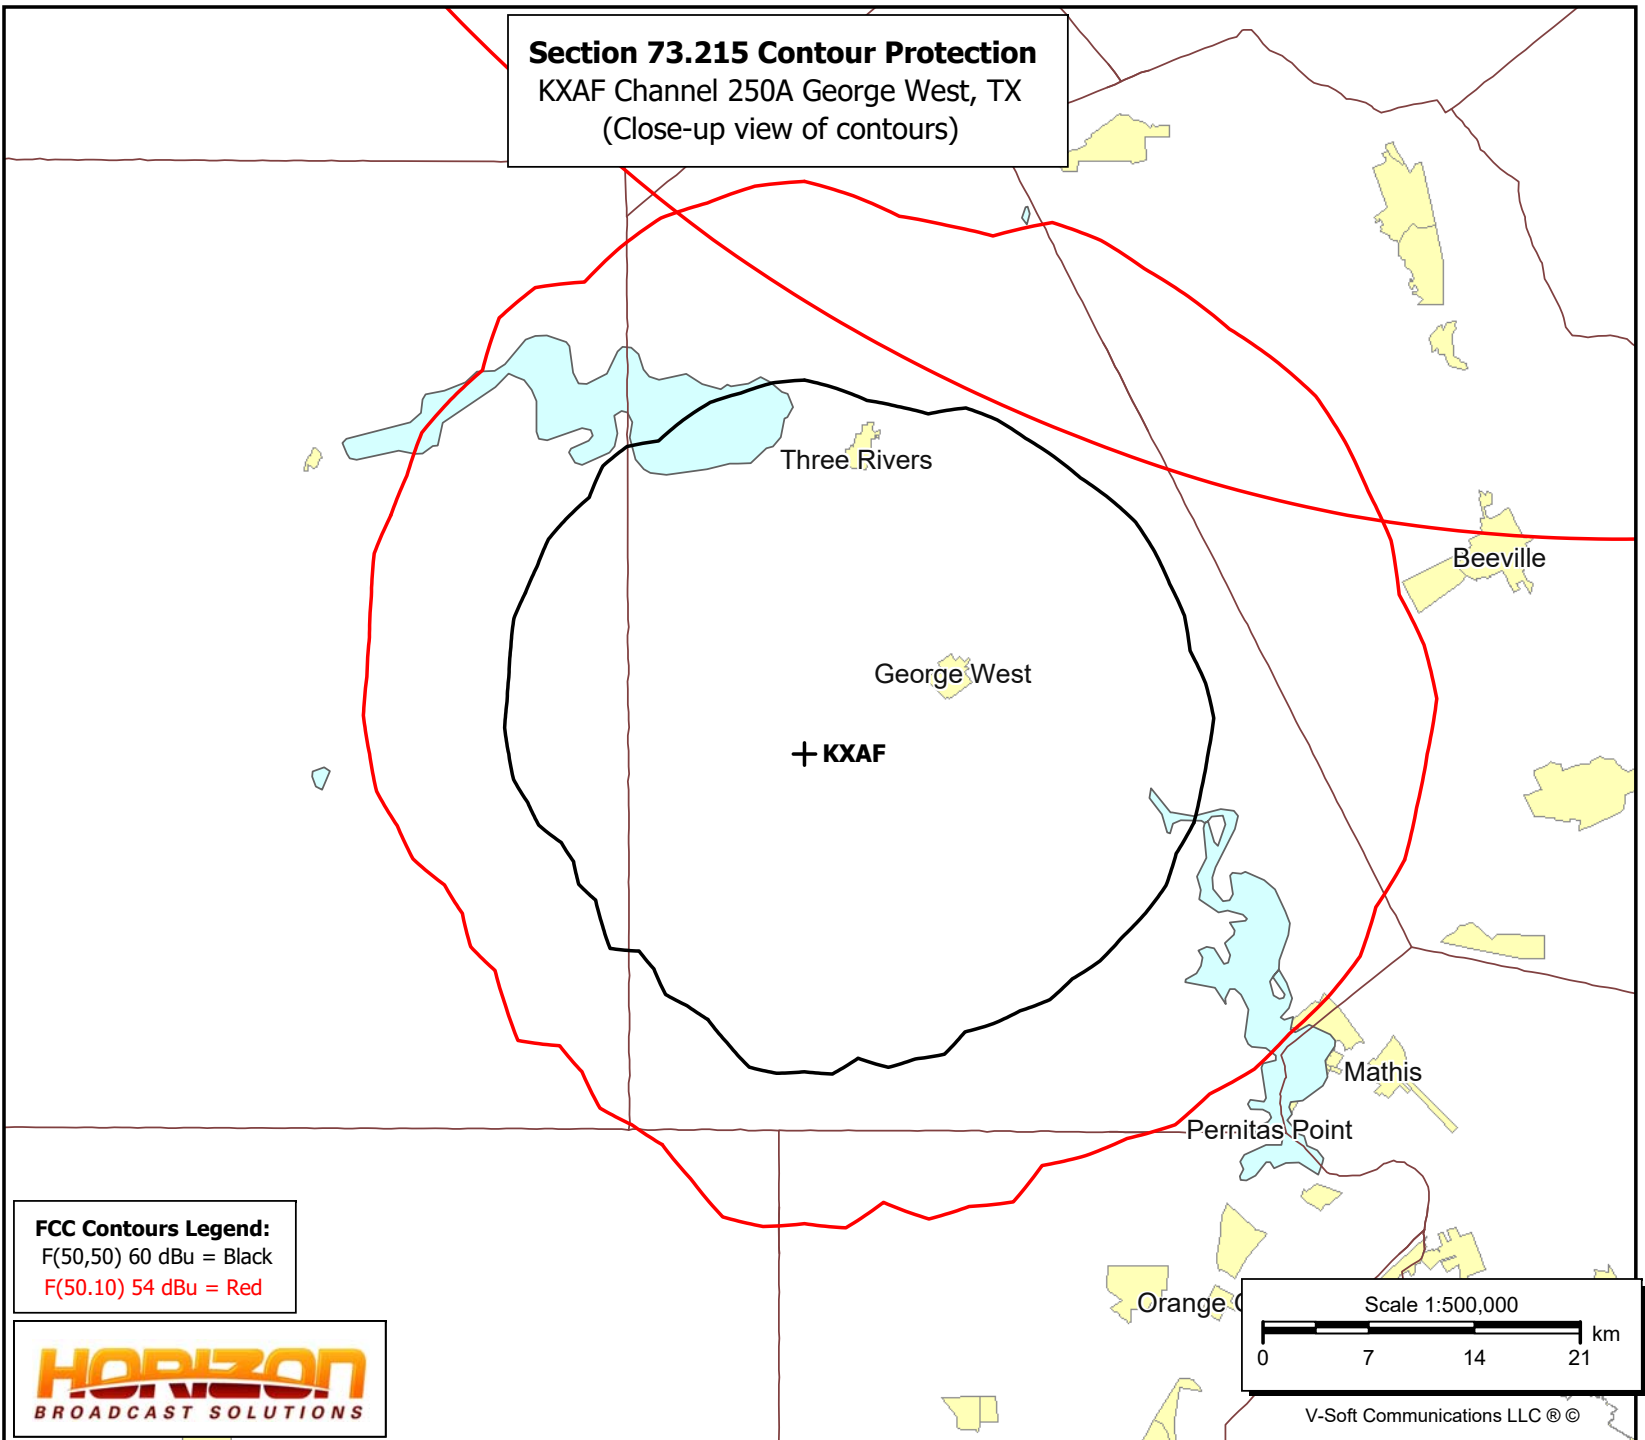 Section 73.215 Contour Protection
KXAF Channel 250A George West, TX
(Close-up view of contours)
Three Rivers
Beeville
George West
KXAF
Mathis
Pernitas Point
Orange
FCC Contours Legend:
F(50,50) 60 dBu = Black
F(50.10) 54 dBu = Red
HORIZON
BROADCAST SOLUTIONS
Scale 1:500,000
km
0 7 14 21
V-Soft Communications LLC ® ©